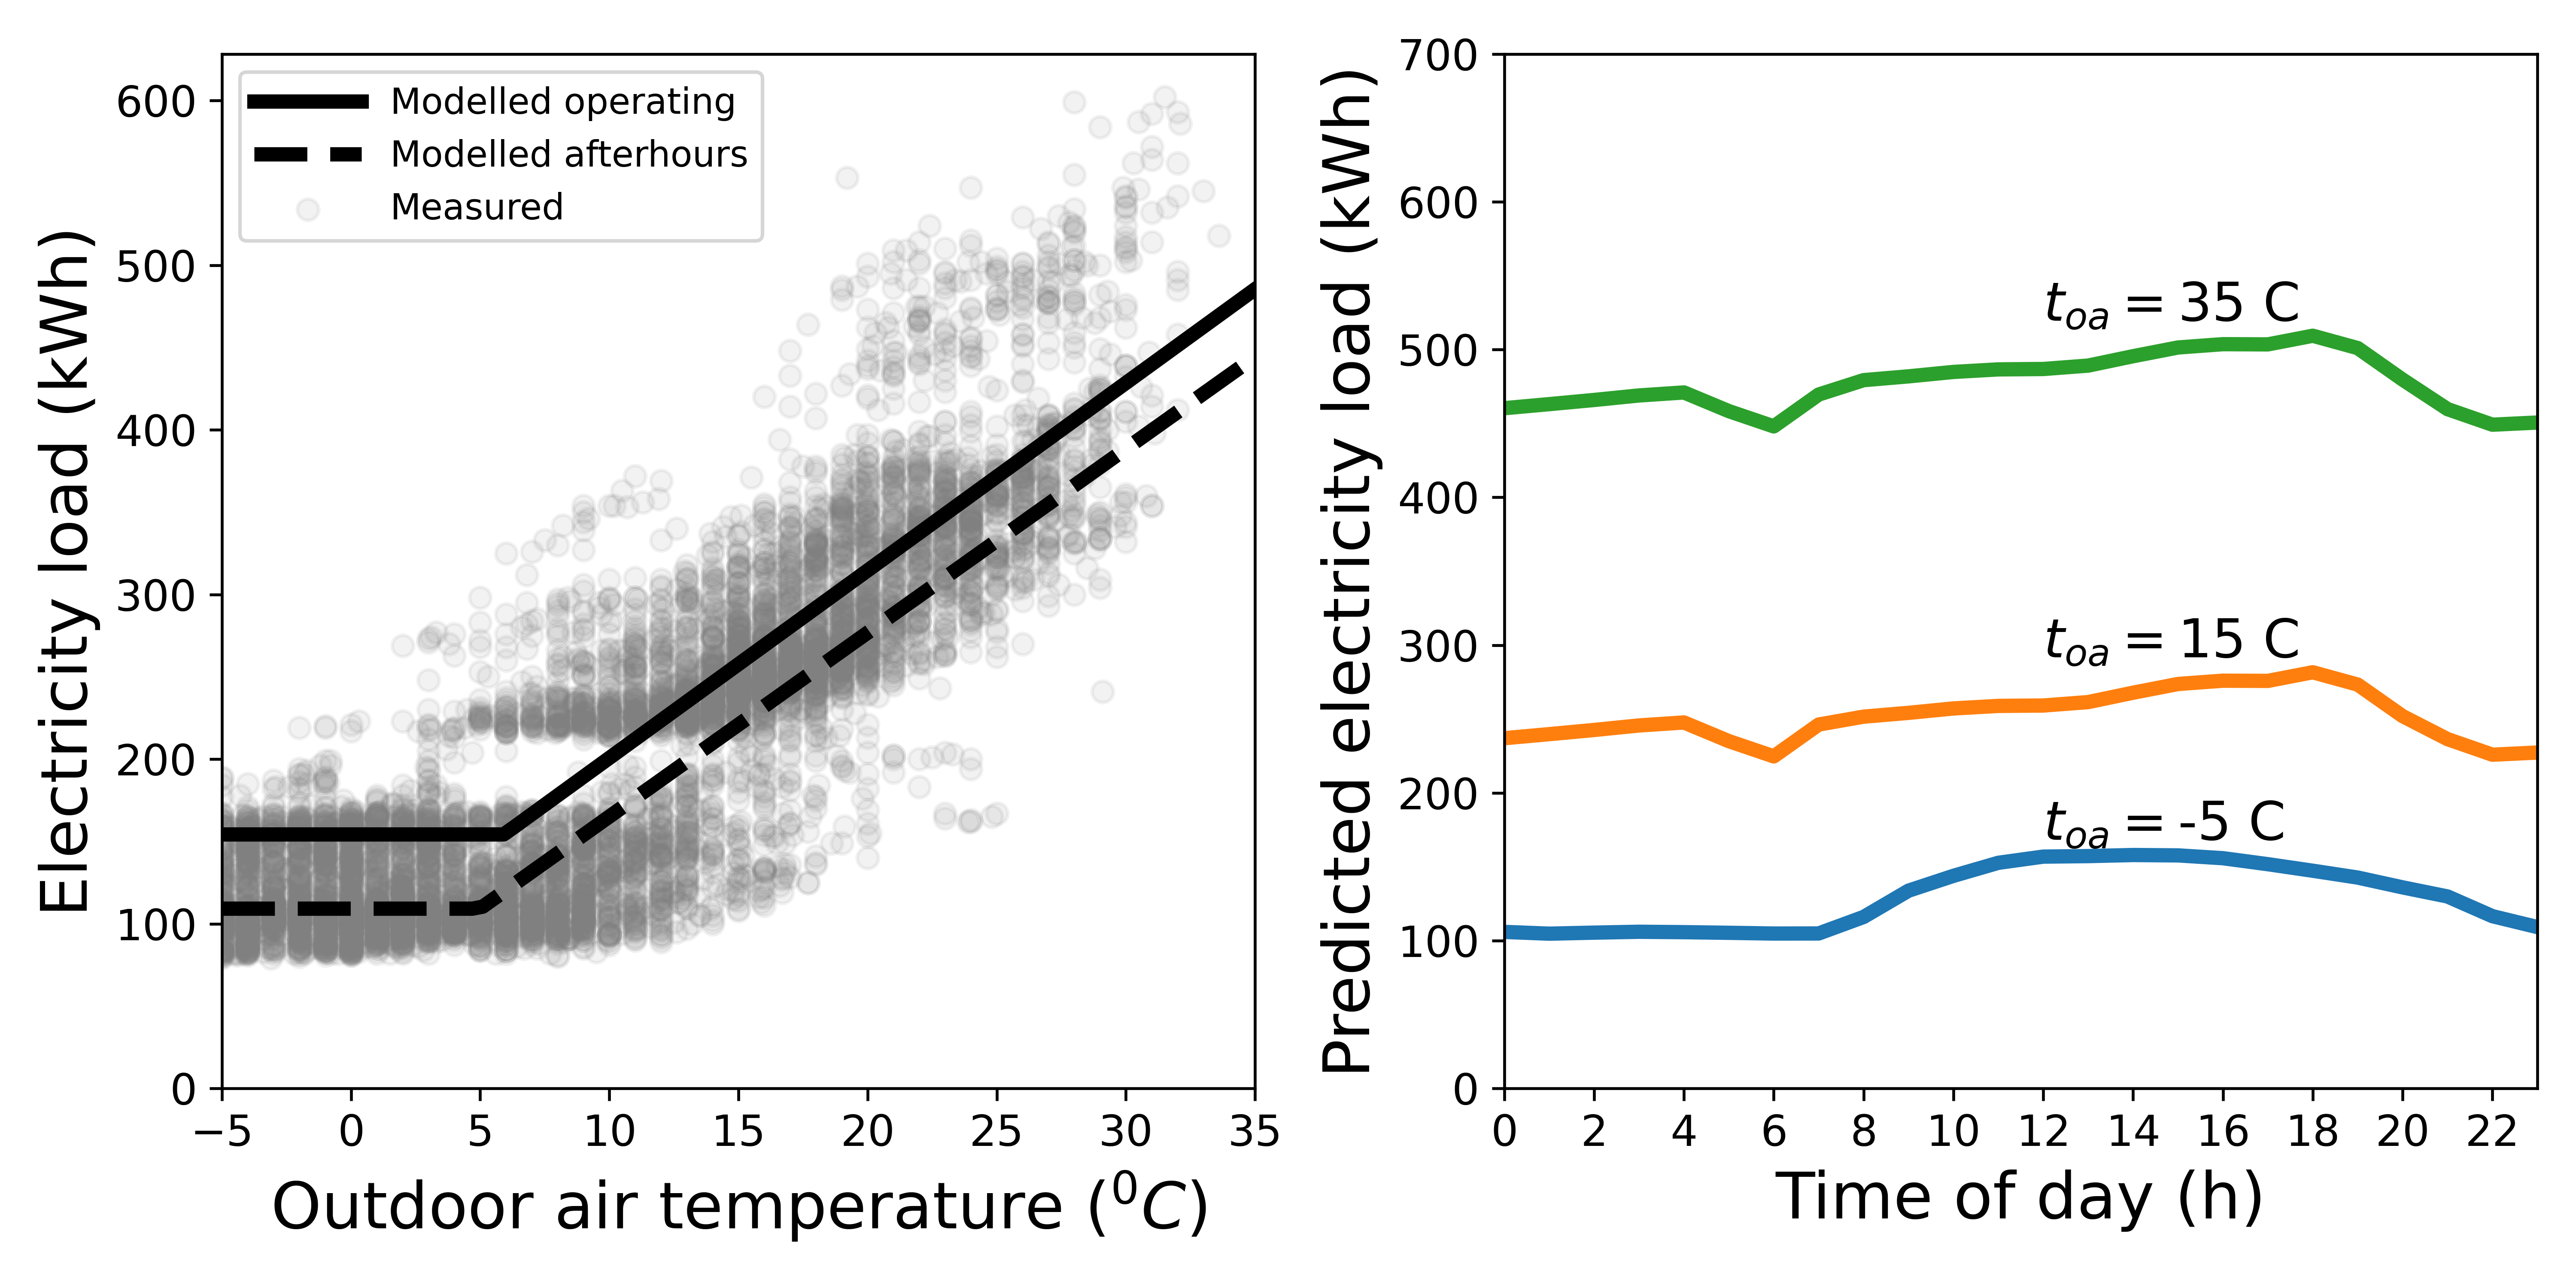 Electricity load (kWh)
600
500
400
300
200
100
0
Modelled operating
Modelled afterhours
Measured
−5 0 5 10 15 20 25 30 35
Outdoor air temperature (⁰C)
Predicted electricity load (kWh)
700
600
500
400
300
200
100
0
t_oa = 35 C
t_oa = 15 C
t_oa = -5 C
0 2 4 6 8 10 12 14 16 18 20 22
Time of day (h)